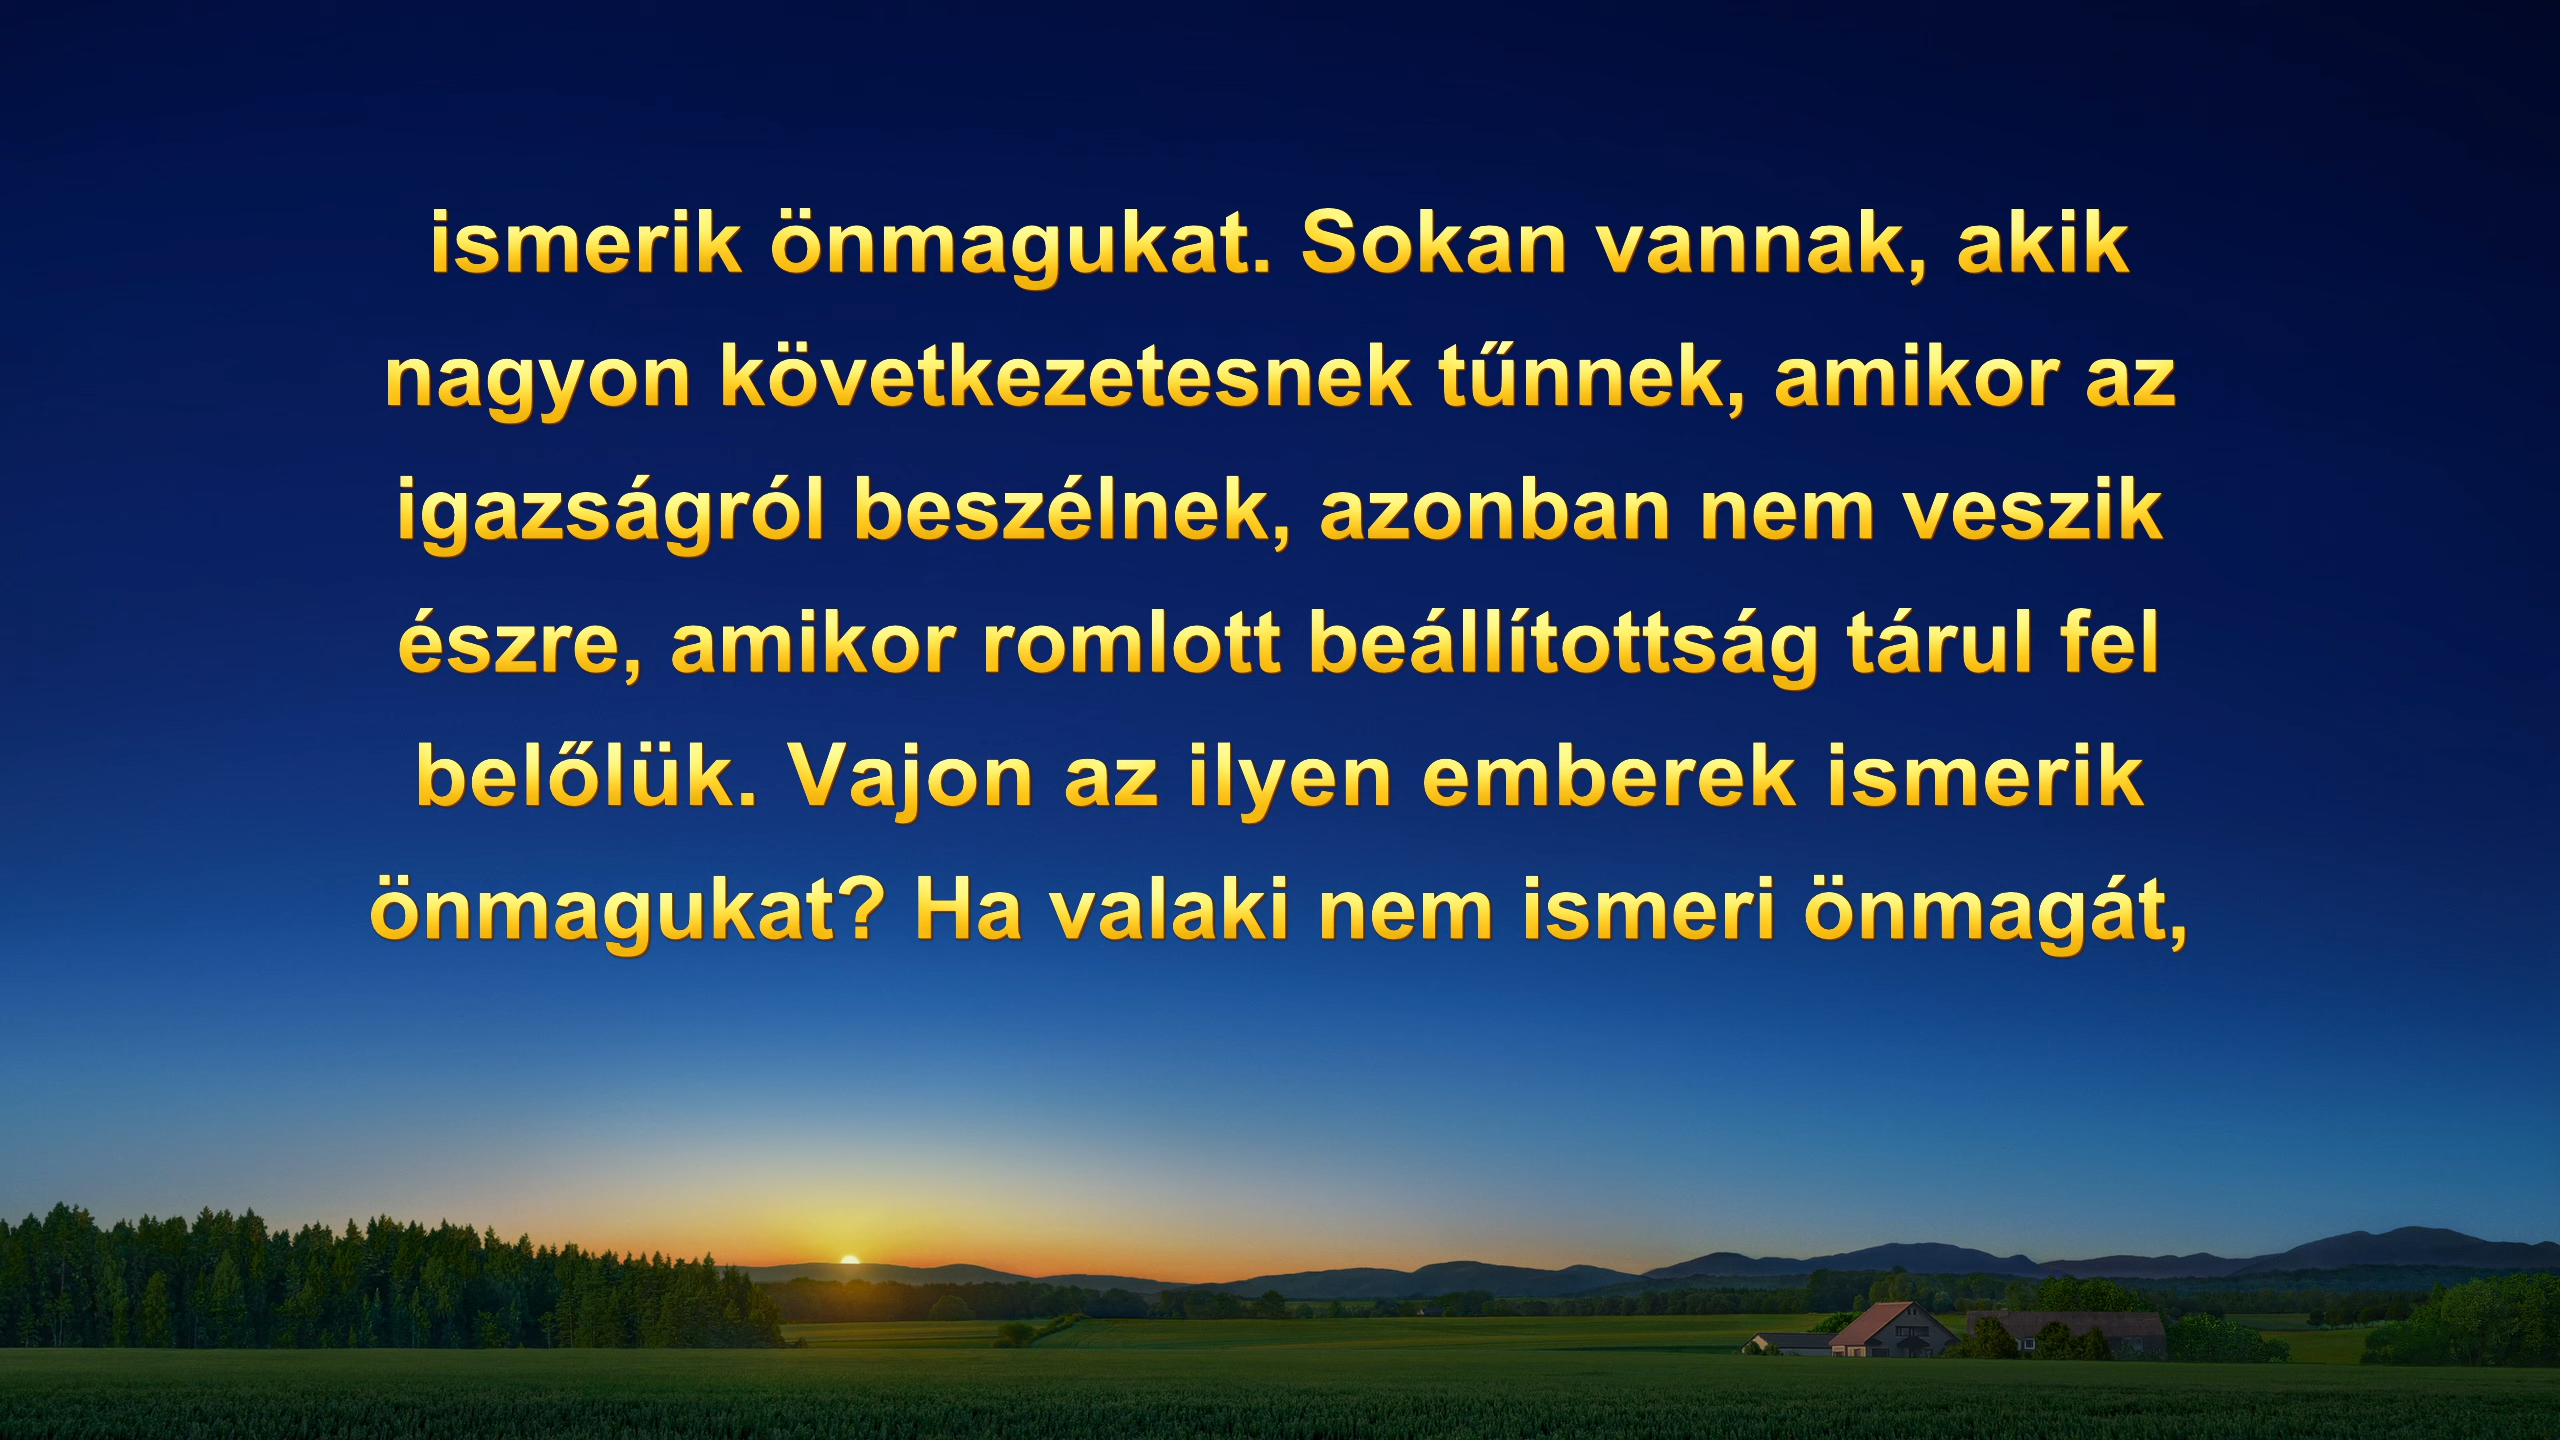 ismerik önmagukat. Sokan vannak, akik
nagyon következetesnek tűnnek, amikor az
igazságról beszélnek, azonban nem veszik
észre, amikor romlott beállítottság tárul fel
belőlük. Vajon az ilyen emberek ismerik
önmagukat? Ha valaki nem ismeri önmagát,